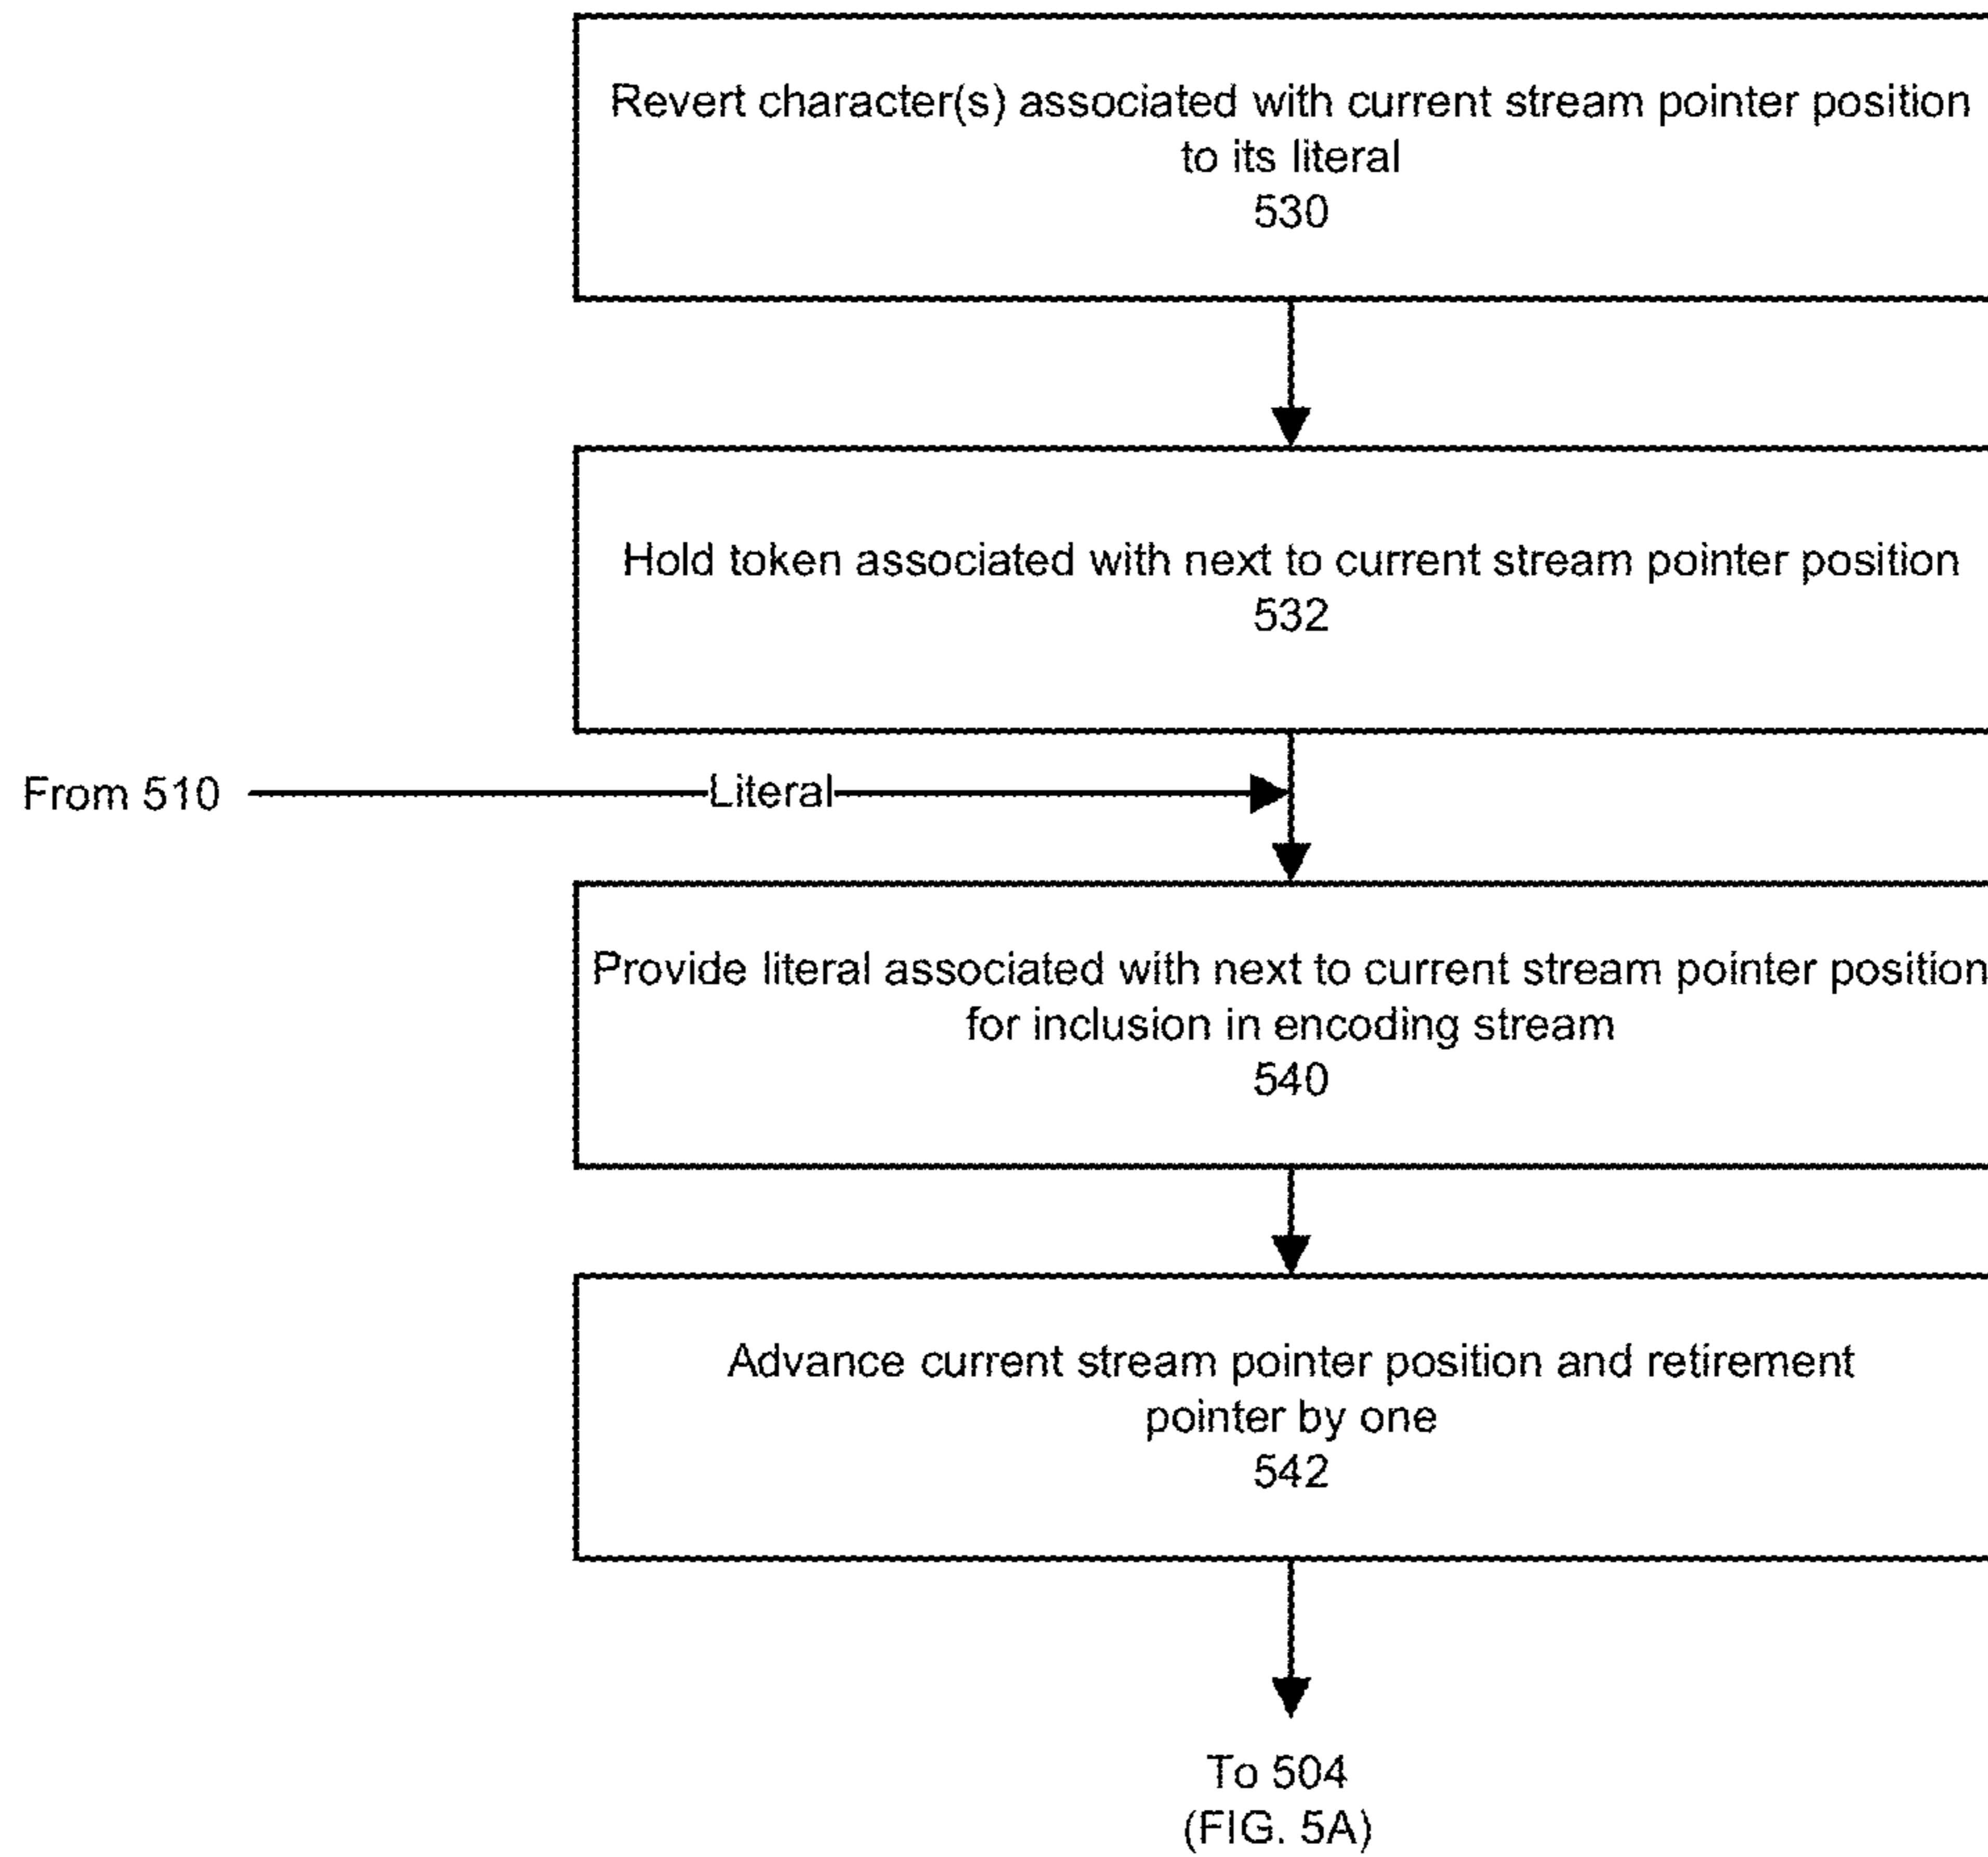 Revert character(s) associated with current stream pointer position
to its literal
530
Hold token associated with next to current stream pointer position
532
From 510
Literal
Provide literal associated with next to current stream pointer position
for inclusion in encoding stream
540
Advance current stream pointer position and retirement
pointer by one
542
To 504
(FIG. 5A)